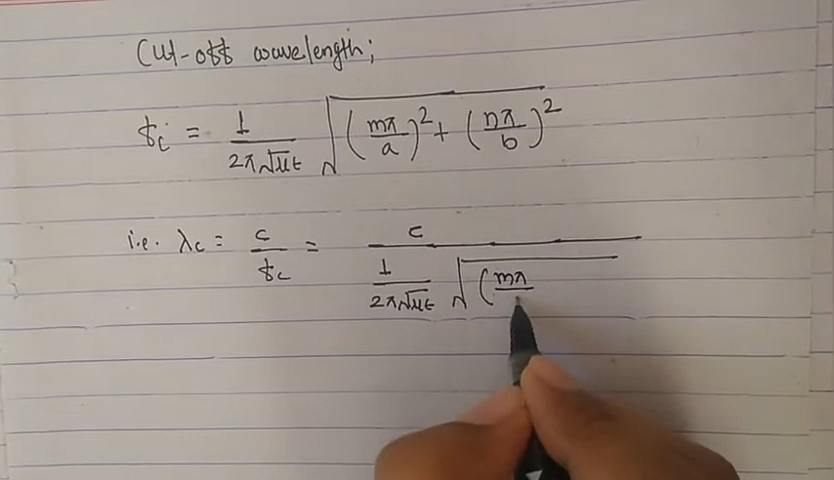 Cut-off wavelength;
fc = 1/(2π√με) √((mπ/a)² + (nπ/b)²)
i.e. λc = c/fc = c/(1/(2π√με) √((mπ/